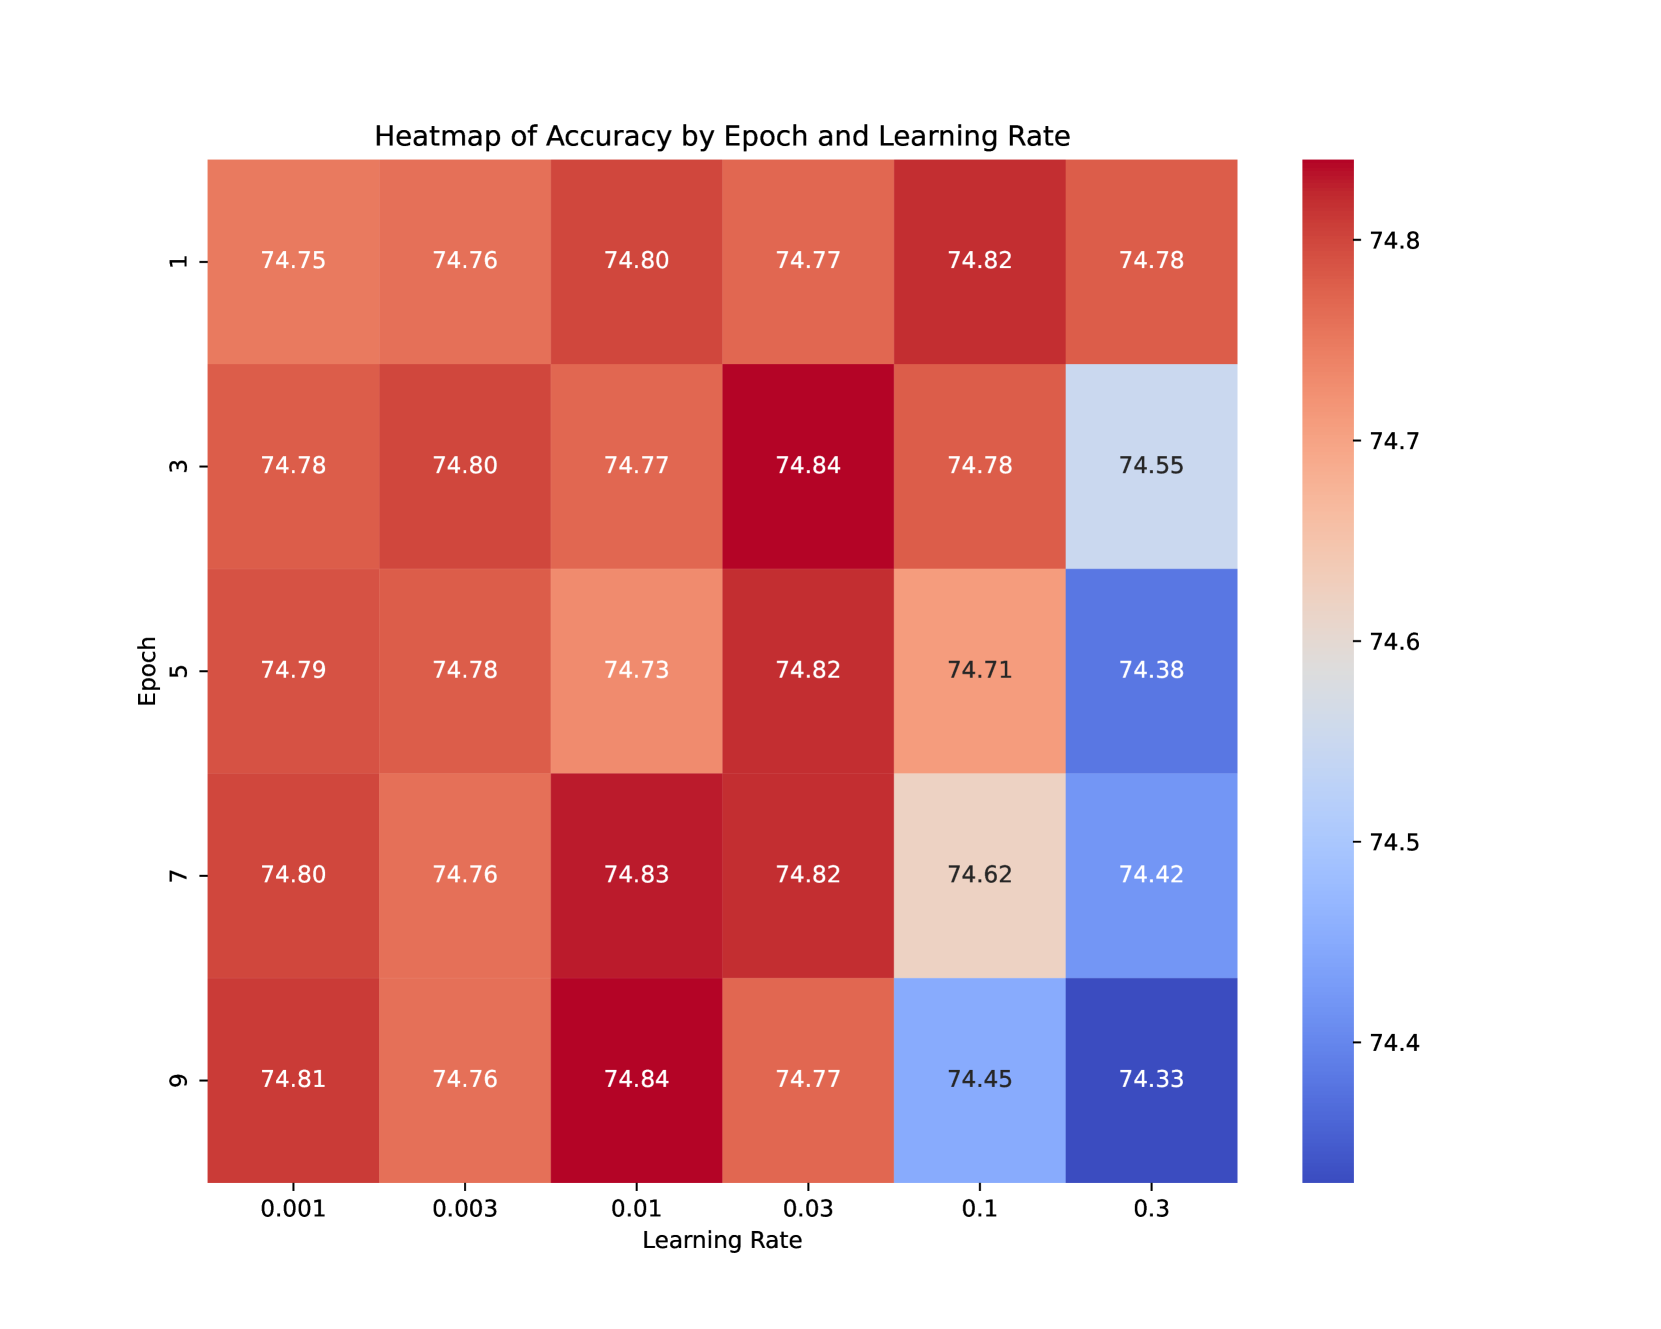 Heatmap of Accuracy by Epoch and Learning Rate
Epoch
1 74.75 74.76 74.80 74.77 74.82 74.78
3 74.78 74.80 74.77 74.84 74.78 74.55
5 74.79 74.78 74.73 74.82 74.71 74.38
7 74.80 74.76 74.83 74.82 74.62 74.42
9 74.81 74.76 74.84 74.77 74.45 74.33
0.001 0.003 0.01 0.03 0.1 0.3
Learning Rate
74.8
74.7
74.6
74.5
74.4